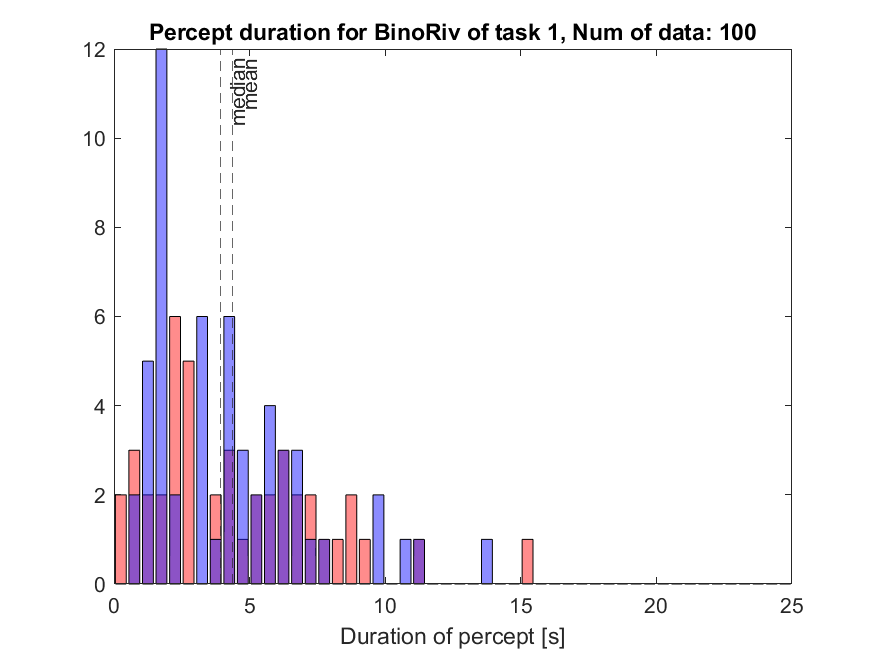 Percept duration for BinoRiv of task 1, Num of data: 100
median
mean
12
10
8
6
4
2
0
0 5 10 15 20 25
Duration of percept [s]